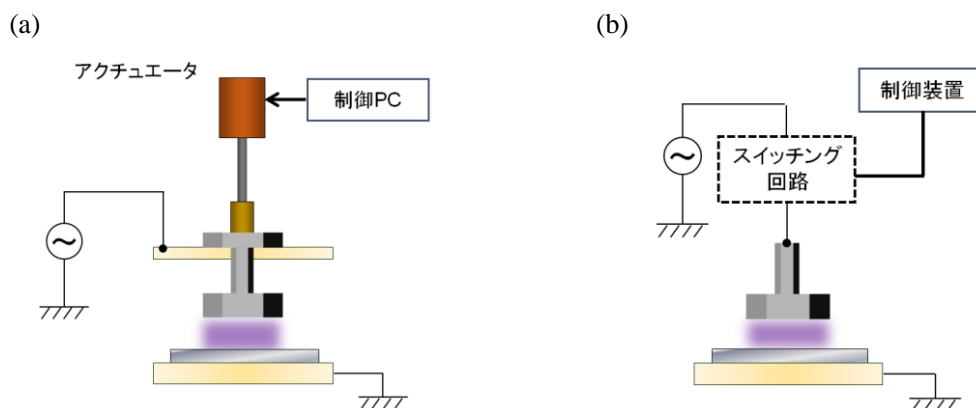 (a)
(b)
アクチュエータ
制御PC
制御装置
スイッチング
回路